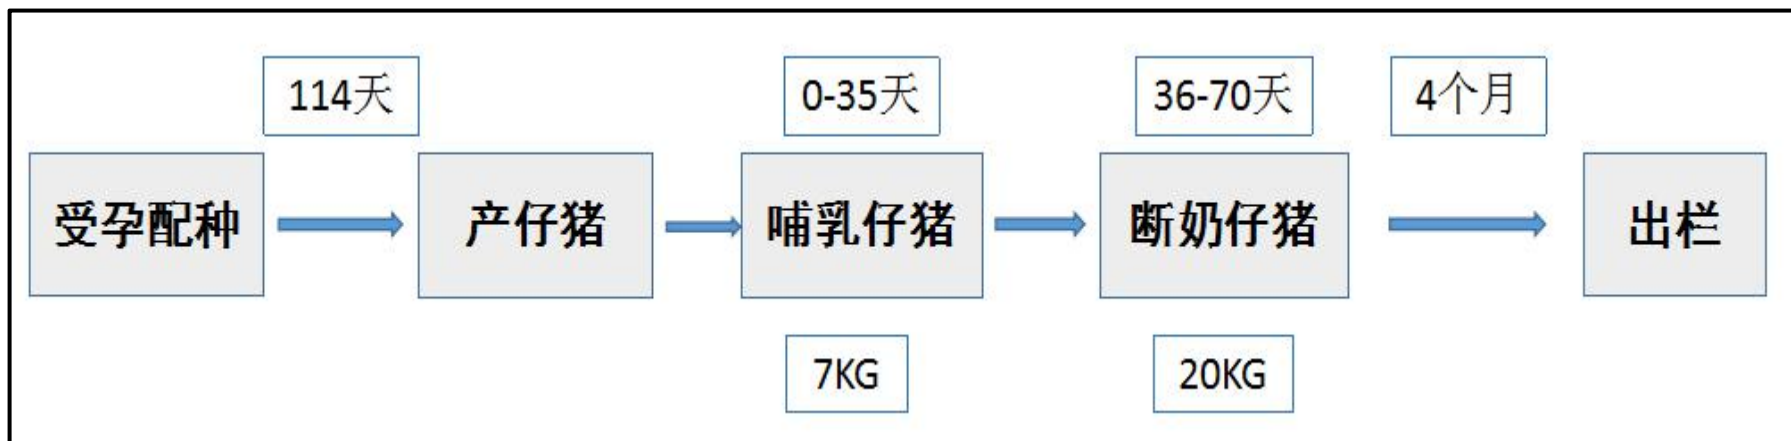 114天
0-35天
36-70天
4个月
受孕配种
产仔猪
哺乳仔猪
断奶仔猪
出栏
7KG
20KG